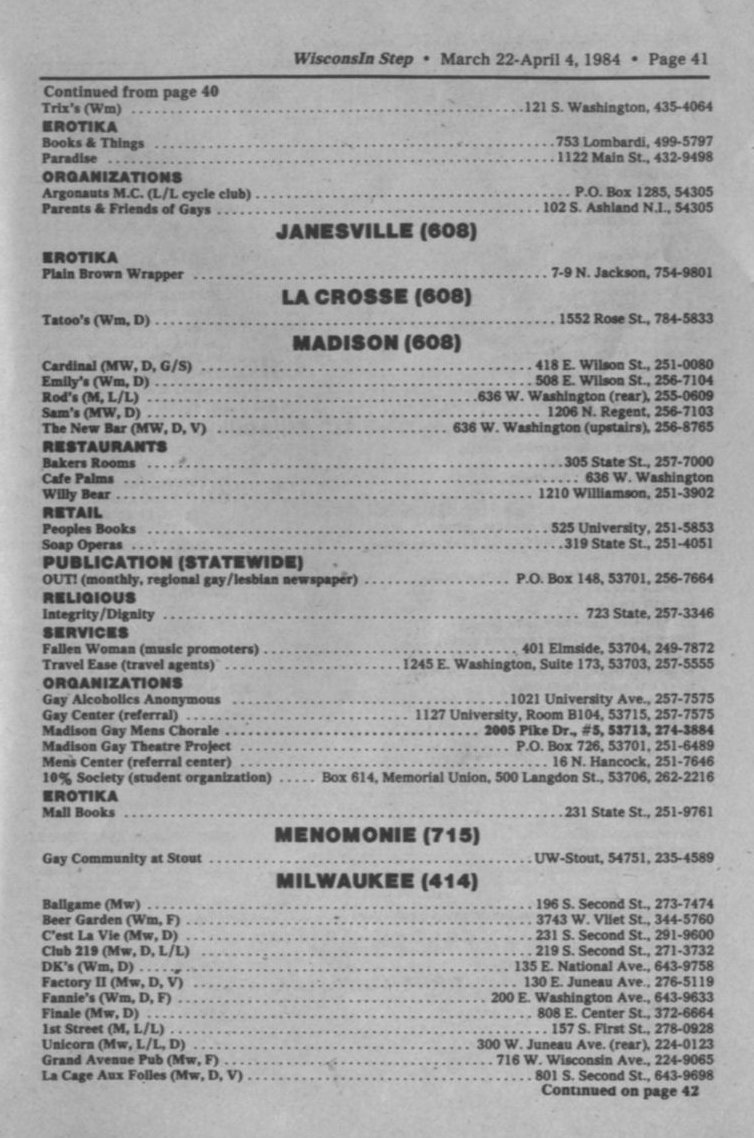 WisconsIn Step • March 22-April 4, 1984 • Page 41
Continued from page 40
Trix's (Wm) ..... 121 S. Washington, 435-4064
EROTIKA
Books & Things ..... 753 Lombardi, 499-5797
Paradise ..... 1122 Main St., 432-9498
ORGANIZATIONS
Argonauts M.C. (L/L cycle club) ..... P.O. Box 1285, 54305
Parents & Friends of Gays ..... 102 S. Ashland N.I., 54305
JANESVILLE (608)
EROTIKA
Plain Brown Wrapper ..... 7-9 N. Jackson, 754-9801
LA CROSSE (608)
Tatoo's (Wm, D) ..... 1552 Rose St., 784-5833
MADISON (608)
Cardinal (MW, D, G/S) ..... 418 E. Wilson St., 251-0080
Emily's (Wm, D) ..... 508 E. Wilson St., 256-7104
Rod's (M, L/L) ..... 636 W. Washington (rear), 255-0609
Sam's (MW, D) ..... 1206 N. Regent, 256-7103
The New Bar (MW, D, V) ..... 636 W. Washington (upstairs), 256-8765
RESTAURANTS
Bakers Rooms ..... 305 State St., 257-7000
Cafe Palms ..... 636 W. Washington
Willy Bear ..... 1210 Williamson, 251-3902
RETAIL
Peoples Books ..... 525 University, 251-5853
Soap Operas ..... 319 State St., 251-4051
PUBLICATION (STATEWIDE)
OUT! (monthly, regional gay/lesbian newspaper) ..... P.O. Box 148, 53701, 256-7664
RELIGIOUS
Integrity/Dignity ..... 723 State, 257-3346
SERVICES
Fallen Woman (music promoters) ..... 401 Elmside, 53704, 249-7872
Travel Ease (travel agents) ..... 1245 E. Washington, Suite 173, 53703, 257-5555
ORGANIZATIONS
Gay Alcoholics Anonymous ..... 1021 University Ave., 257-7575
Gay Center (referral) ..... 1127 University, Room B104, 53715, 257-7575
Madison Gay Mens Chorale ..... 2005 Pike Dr., #5, 53713, 274-3884
Madison Gay Theatre Project ..... P.O. Box 726, 53701, 251-6489
Mens Center (referral center) ..... 16 N. Hancock, 251-7646
10% Society (student organization) ..... Box 614, Memorial Union, 500 Langdon St., 53706, 262-2216
EROTIKA
Mall Books ..... 231 State St., 251-9761
MENOMONIE (715)
Gay Community at Stout ..... UW-Stout, 54751, 235-4589
MILWAUKEE (414)
Ballgame (Mw) ..... 196 S. Second St., 273-7474
Beer Garden (Wm, F) ..... 3743 W. Vliet St., 344-5760
C'est La Vie (Mw, D) ..... 231 S. Second St., 291-9600
Club 219 (Mw, D, L/L) ..... 219 S. Second St., 271-3732
DK's (Wm, D) ..... 135 E. National Ave., 643-9758
Factory II (Mw, D, V) ..... 130 E. Juneau Ave., 276-5119
Fannie's (Wm, D, F) ..... 200 E. Washington Ave., 643-9633
Finale (Mw, D) ..... 808 E. Center St., 372-6664
1st Street (M, L/L) ..... 157 S. First St., 278-0928
Unicorn (Mw, L/L, D) ..... 300 W. Juneau Ave. (rear), 224-0123
Grand Avenue Pub (Mw, F) ..... 716 W. Wisconsin Ave., 224-9065
La Cage Aux Folles (Mw, D, V) ..... 801 S. Second St., 643-9698
Continued on page 42